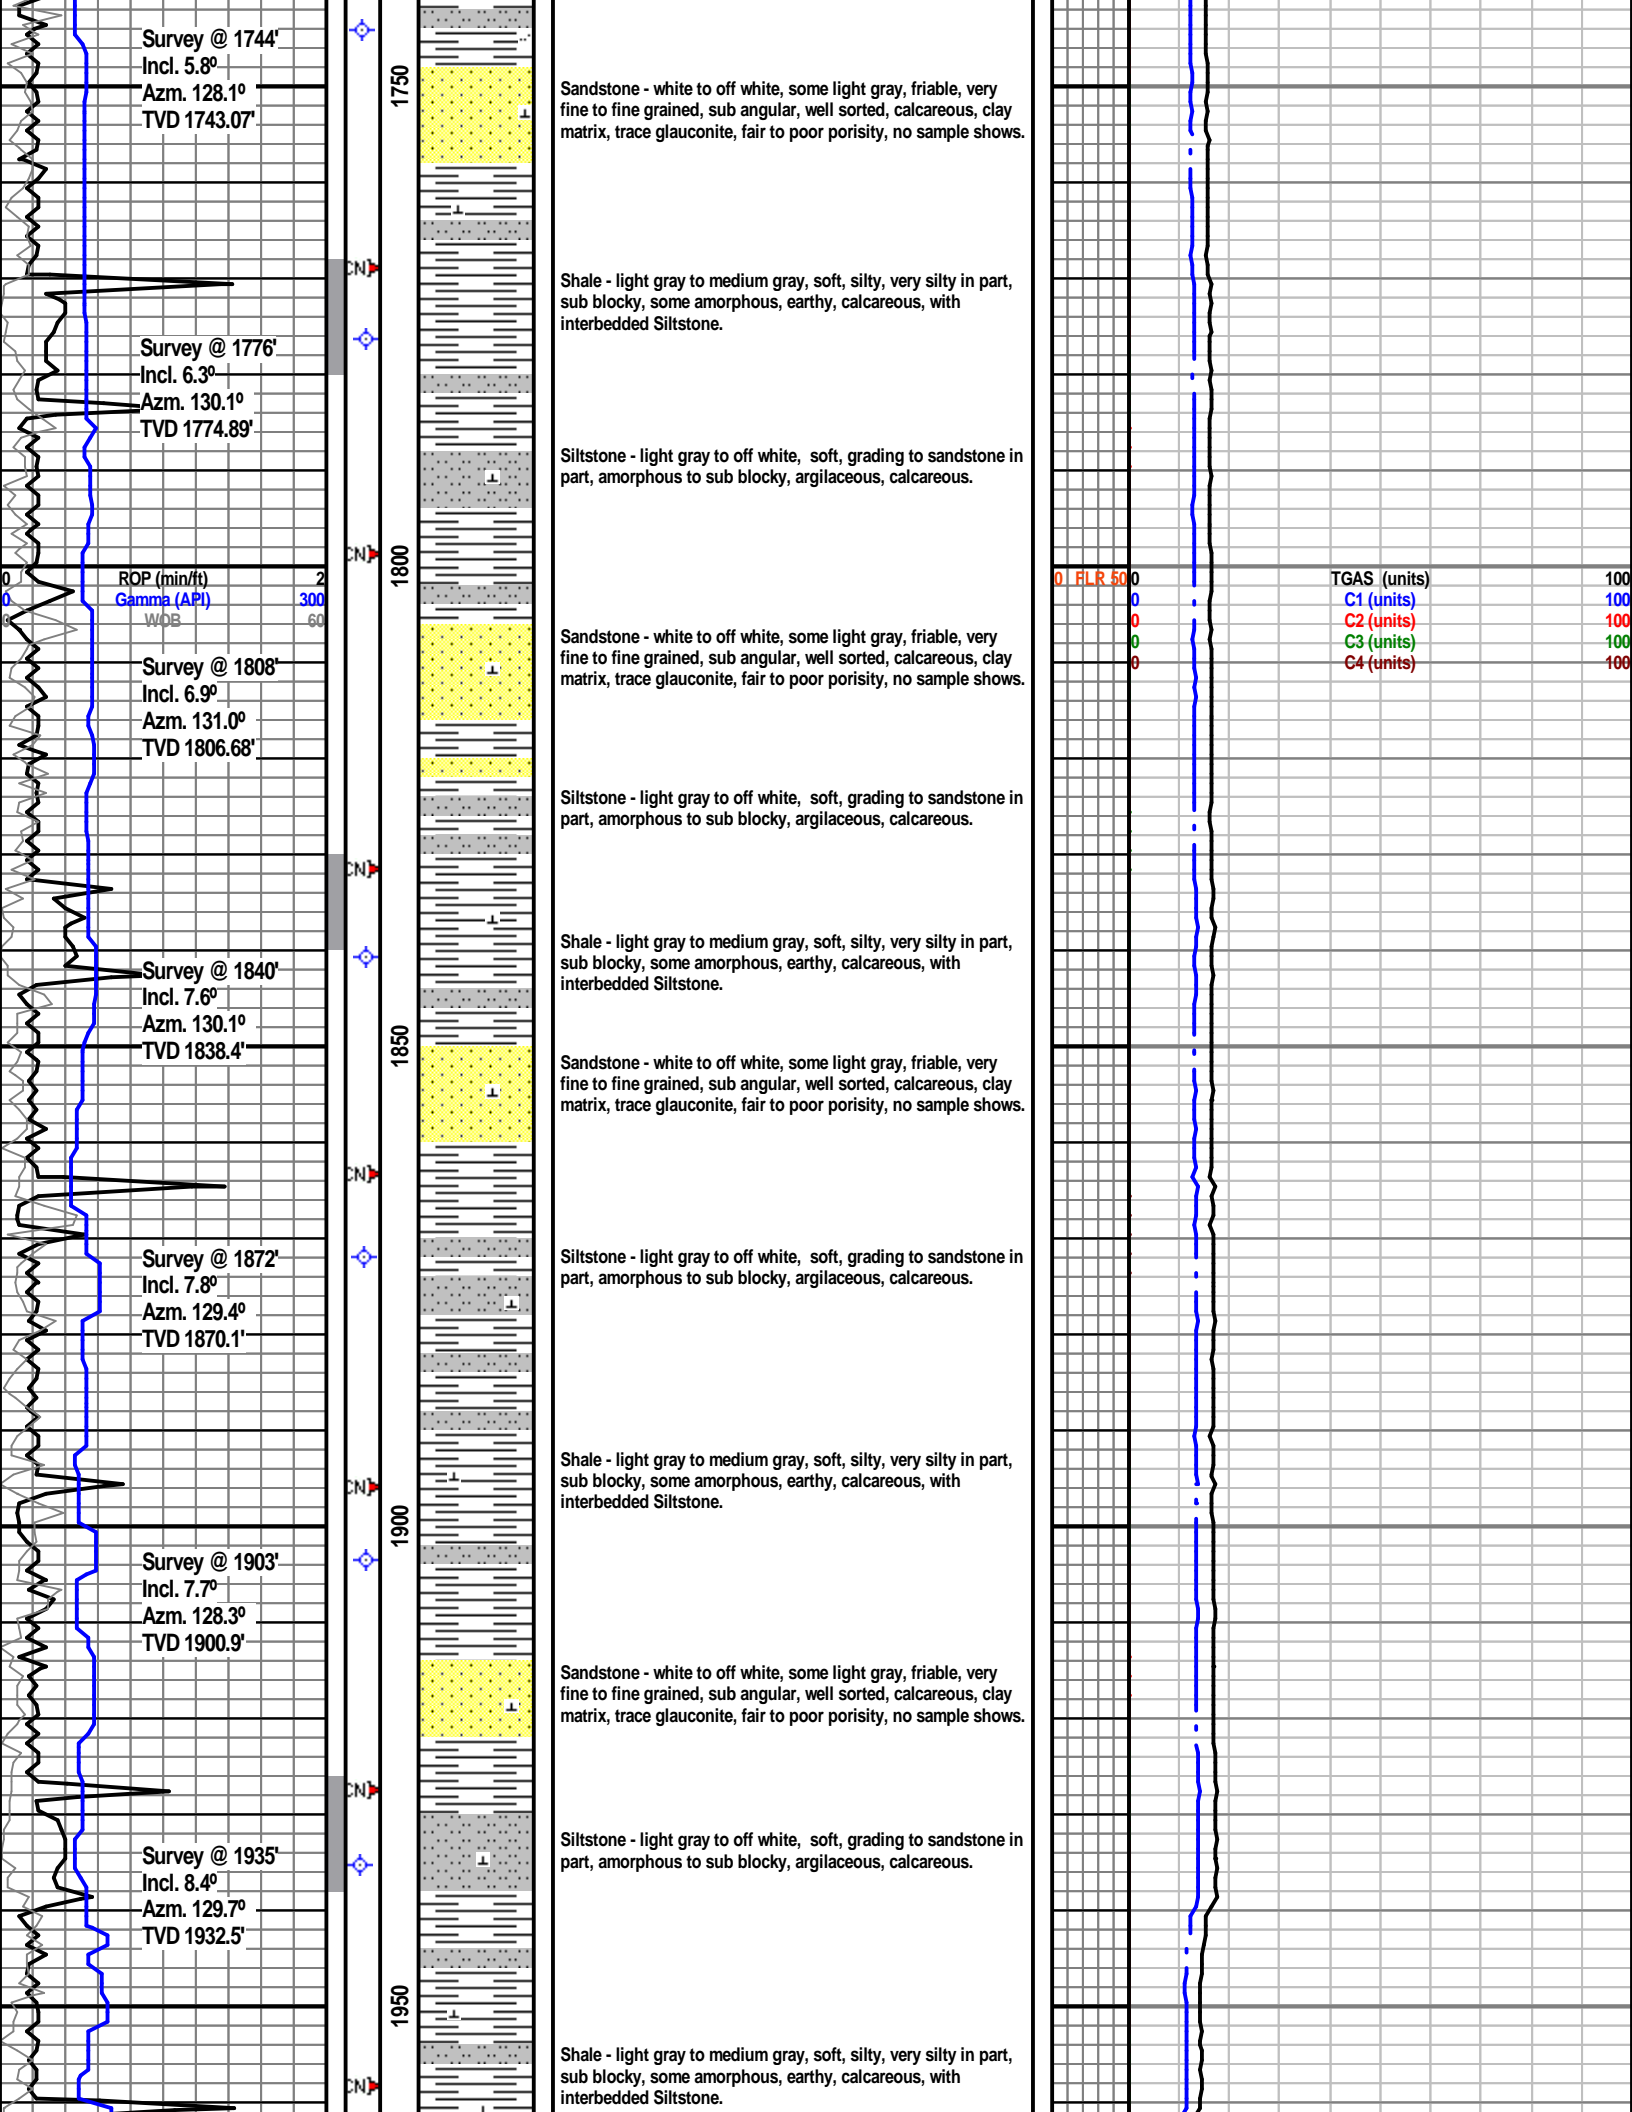 Survey @ 1744'
Incl. 5.8º
Azm. 128.1º
TVD 1743.07'
1750
Sandstone - white to off white, some light gray, friable, very
fine to fine grained, sub angular, well sorted, calcareous, clay
matrix, trace glauconite, fair to poor porisity, no sample shows.
CN]
Shale - light gray to medium gray, soft, silty, very silty in part,
sub blocky, some amorphous, earthy, calcareous, with
interbedded Siltstone.
Survey @ 1776'
Incl. 6.3º
Azm. 130.1º
TVD 1774.89'
Siltstone - light gray to off white,  soft, grading to sandstone in
part, amorphous to sub blocky, argilaceous, calcareous.
CN]
1800
0 ROP (min/ft) 2
0 Gamma (API) 300
0 WOB 60
0 FLR 50
0 TGAS (units) 100
0 C1 (units) 100
0 C2 (units) 100
0 C3 (units) 100
0 C4 (units) 100
Sandstone - white to off white, some light gray, friable, very
fine to fine grained, sub angular, well sorted, calcareous, clay
matrix, trace glauconite, fair to poor porisity, no sample shows.
Survey @ 1808'
Incl. 6.9º
Azm. 131.0º
TVD 1806.68'
Siltstone - light gray to off white,  soft, grading to sandstone in
part, amorphous to sub blocky, argilaceous, calcareous.
CN]
Shale - light gray to medium gray, soft, silty, very silty in part,
sub blocky, some amorphous, earthy, calcareous, with
interbedded Siltstone.
Survey @ 1840'
Incl. 7.6º
Azm. 130.1º
TVD 1838.4'
1850
Sandstone - white to off white, some light gray, friable, very
fine to fine grained, sub angular, well sorted, calcareous, clay
matrix, trace glauconite, fair to poor porisity, no sample shows.
CN]
Survey @ 1872'
Incl. 7.8º
Azm. 129.4º
TVD 1870.1'
Siltstone - light gray to off white,  soft, grading to sandstone in
part, amorphous to sub blocky, argilaceous, calcareous.
Shale - light gray to medium gray, soft, silty, very silty in part,
sub blocky, some amorphous, earthy, calcareous, with
interbedded Siltstone.
CN]
1900
Survey @ 1903'
Incl. 7.7º
Azm. 128.3º
TVD 1900.9'
Sandstone - white to off white, some light gray, friable, very
fine to fine grained, sub angular, well sorted, calcareous, clay
matrix, trace glauconite, fair to poor porisity, no sample shows.
CN]
Siltstone - light gray to off white,  soft, grading to sandstone in
part, amorphous to sub blocky, argilaceous, calcareous.
Survey @ 1935'
Incl. 8.4º
Azm. 129.7º
TVD 1932.5'
1950
Shale - light gray to medium gray, soft, silty, very silty in part,
sub blocky, some amorphous, earthy, calcareous, with
interbedded Siltstone.
CN]